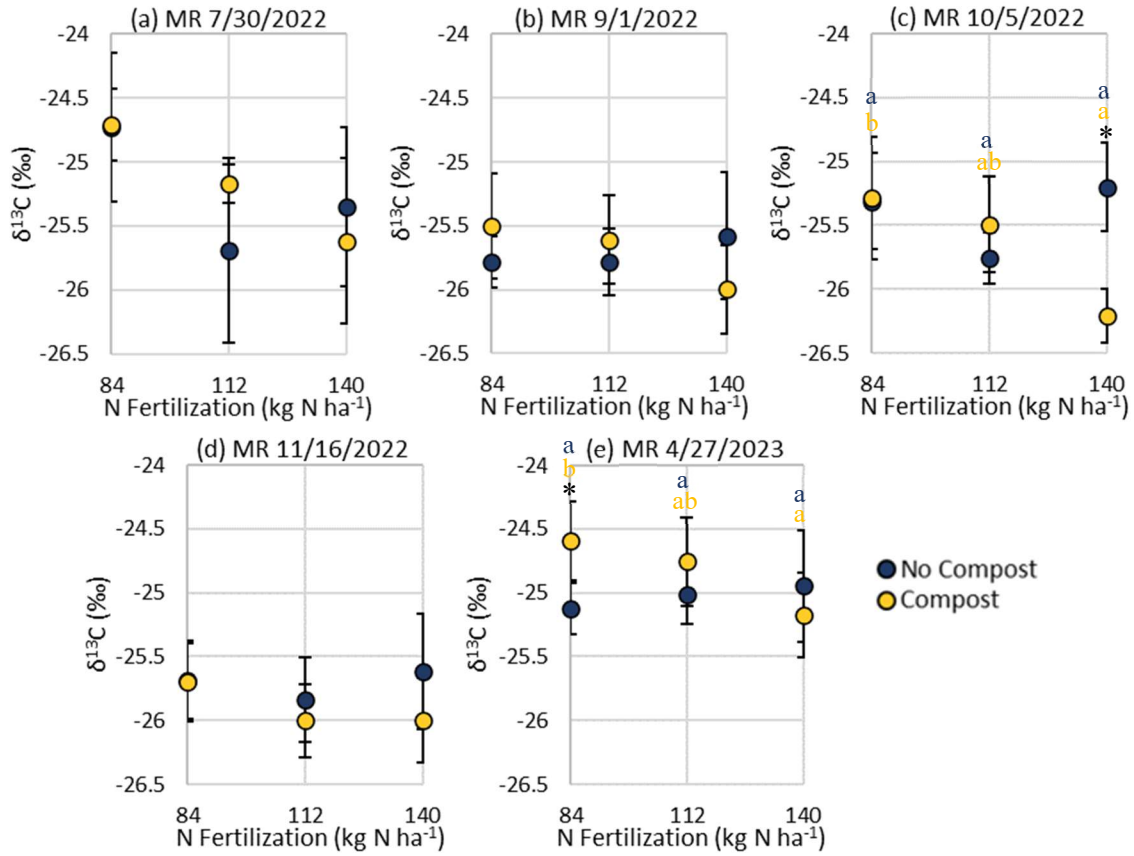 (a) MR 7/30/2022
-24
-24.5
-25
-25.5
-26
-26.5
δ¹³C (‰)
84
112
140
N Fertilization (kg N ha⁻¹)
(b) MR 9/1/2022
-24
-24.5
-25
-25.5
-26
-26.5
δ¹³C (‰)
84
112
140
N Fertilization (kg N ha⁻¹)
(c) MR 10/5/2022
-24
-24.5
-25
-25.5
-26
-26.5
δ¹³C (‰)
a
b
a
ab
a
a
*
84
112
140
N Fertilization (kg N ha⁻¹)
(d) MR 11/16/2022
-24
-24.5
-25
-25.5
-26
-26.5
δ¹³C (‰)
84
112
140
N Fertilization (kg N ha⁻¹)
(e) MR 4/27/2023
-24
-24.5
-25
-25.5
-26
-26.5
δ¹³C (‰)
a
b
*
a
ab
a
a
84
112
140
N Fertilization (kg N ha⁻¹)
No Compost
Compost